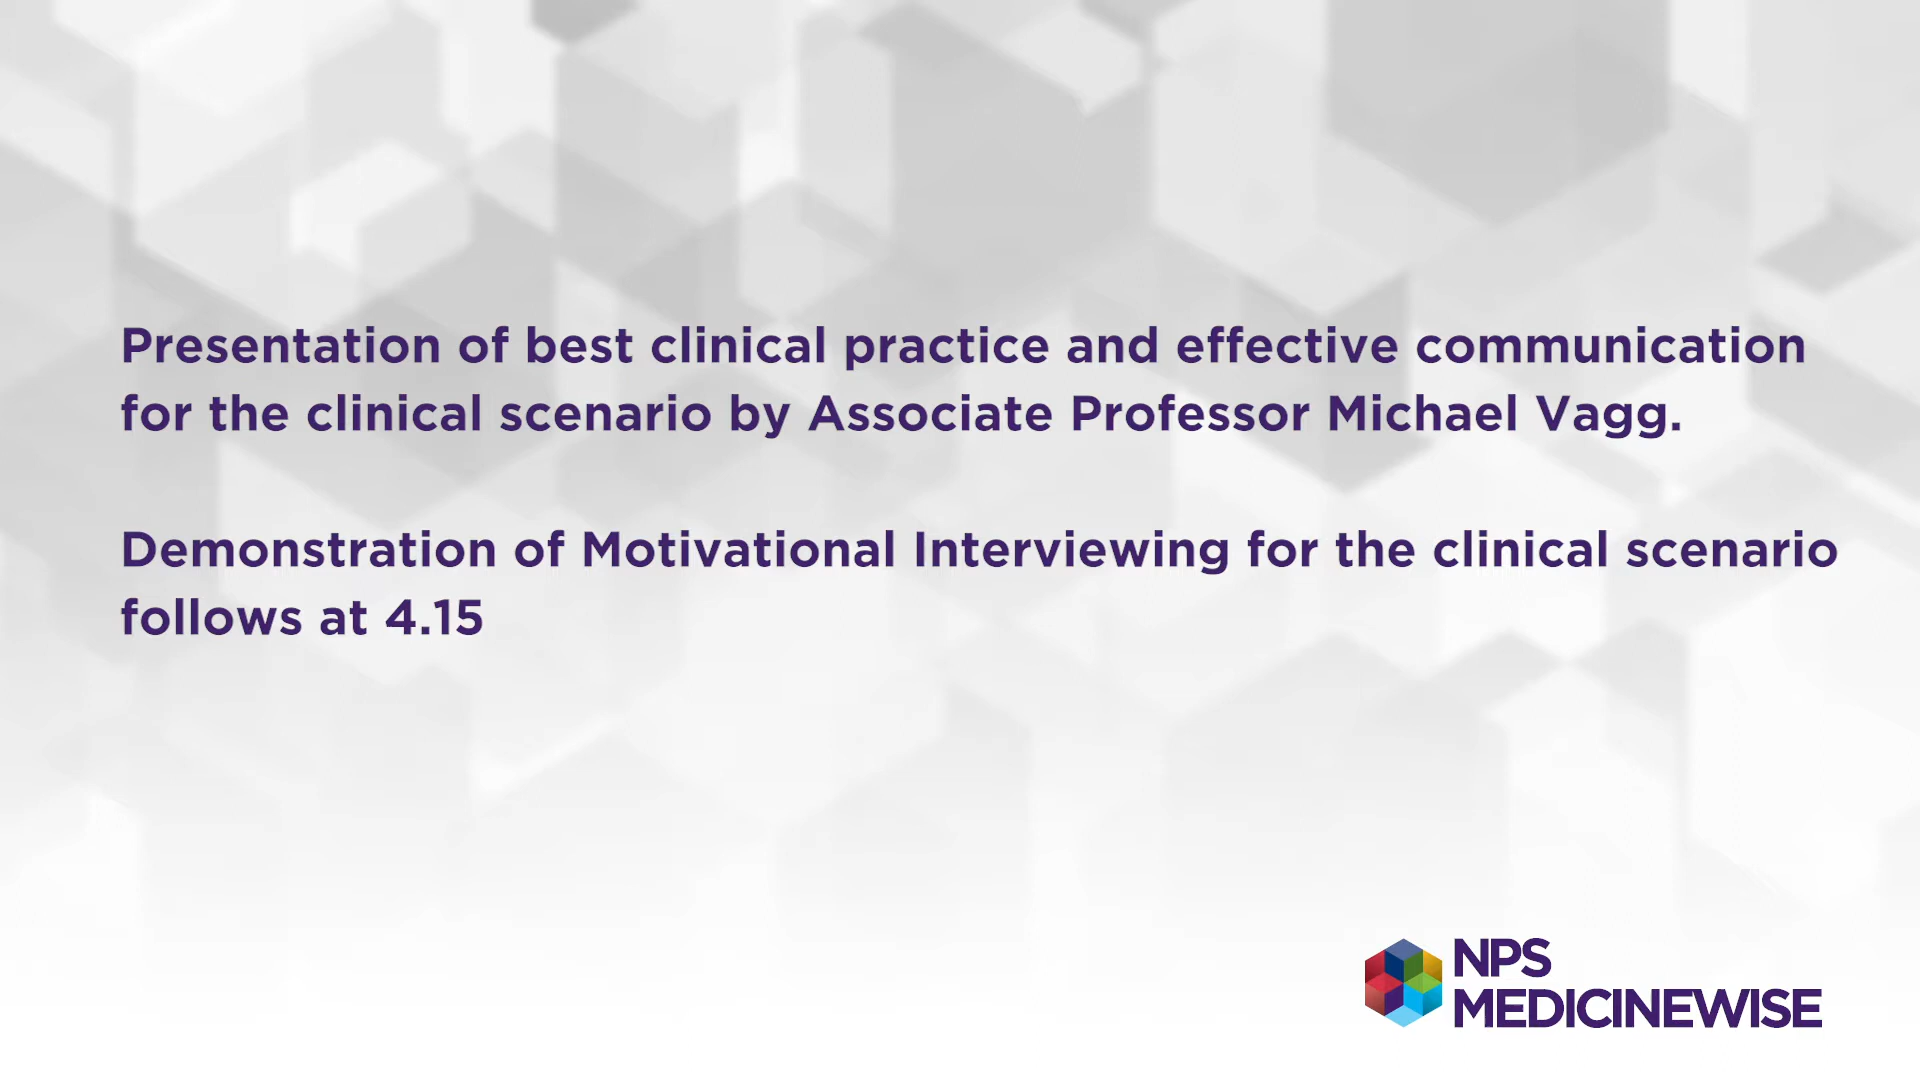 Presentation of best clinical practice and effective communication
for the clinical scenario by Associate Professor Michael Vagg.
Demonstration of Motivational Interviewing for the clinical scenario
follows at 4.15
NPS
MEDICINEWISE